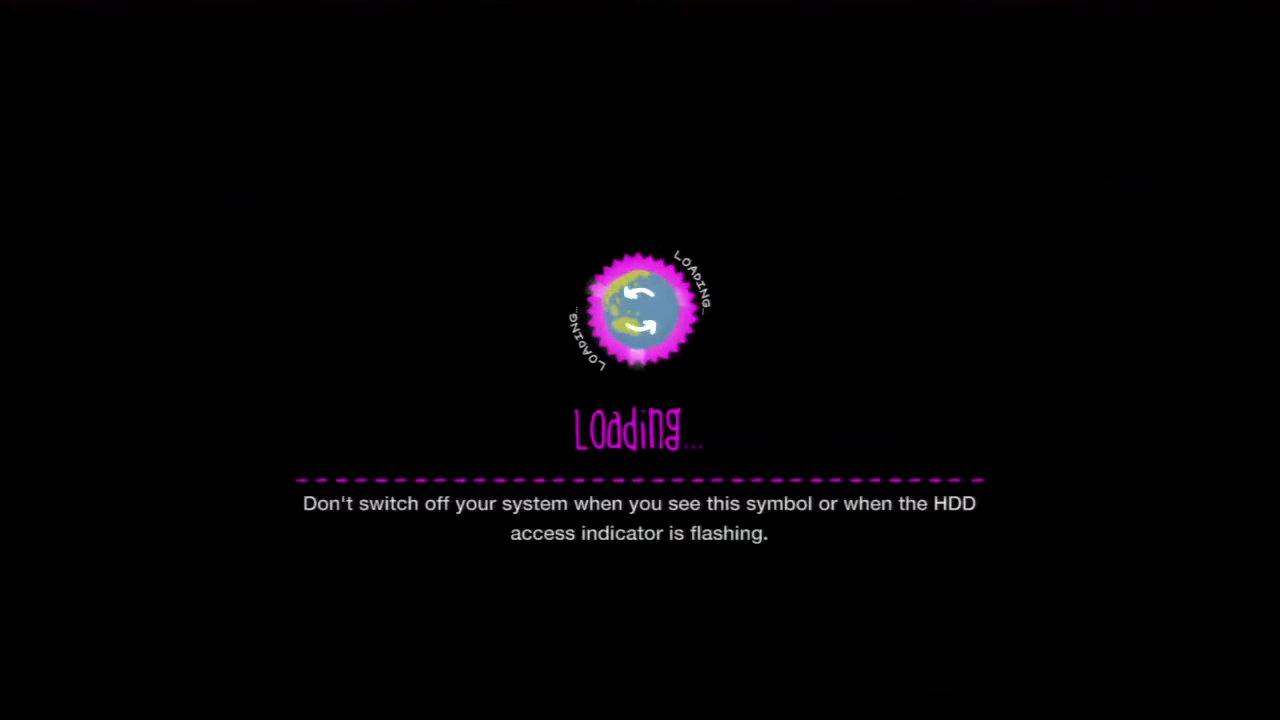 LOADING...
LOADING...
Loading...
Don't switch off your system when you see this symbol or when the HDD
access indicator is flashing.